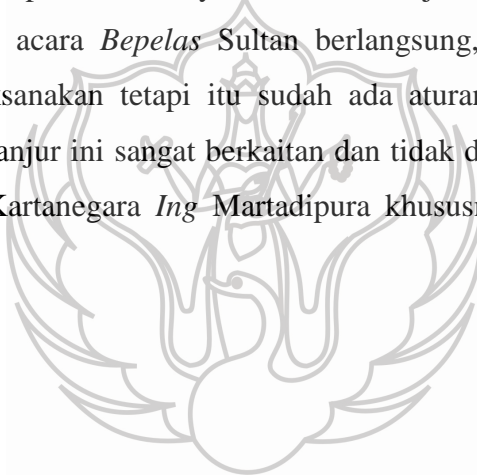 acara Bepelas Sultan berlangsung,
ksanakan tetapi itu sudah ada aturan
anjur ini sangat berkaitan dan tidak d
Kartanegara Ing Martadipura khususn